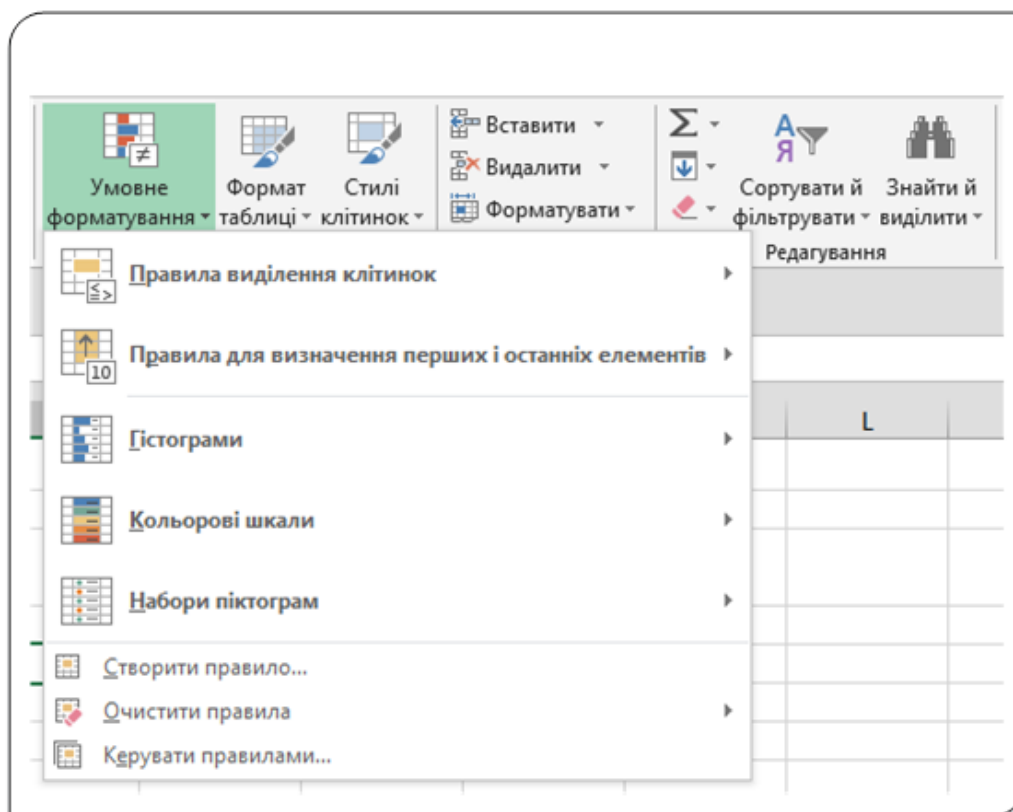 Умовне
форматування
Формат
таблиці
Стилі
клітинок
Вставити
Видалити
Форматувати
Σ
А
Я
Сортувати й
фільтрувати
Знайти й
виділити
Редагування
Правила виділення клітинок
10
Правила для визначення перших і останніх елементів
Гістограми
L
Кольорові шкали
Набори піктограм
Створити правило...
Очистити правила
Керувати правилами...